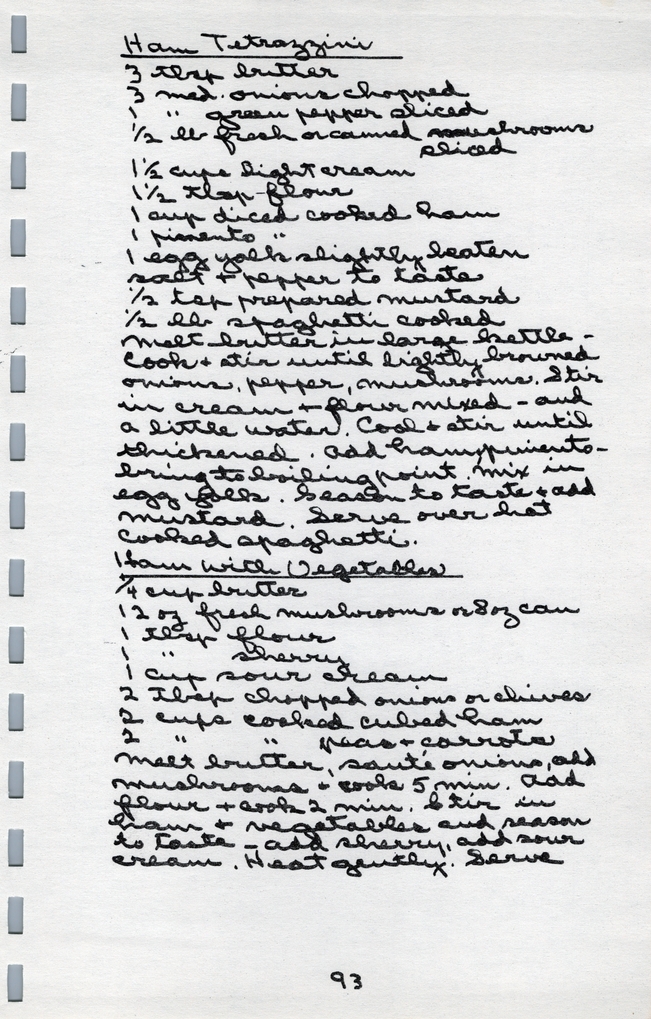 Ham Tetrazzini
3 tbsp butter
3 med. onions chopped
1 " green pepper sliced
1/2 lb fresh or canned mushrooms
sliced
1 1/2 cups light cream
1 1/2 tbsp flour
1 cup diced cooked ham
1 pimento "
1 egg yolk slightly beaten
salt + pepper to taste
1/2 tsp prepared mustard
1/2 lb spaghetti cooked
Melt butter in large kettle -
Cook + stir until lightly browned
onions, pepper, mushrooms. Stir
in cream + flour mixed - and
a little water. Cool + stir until
thickened. Add ham, pimento -
bring to boiling point, mix in
egg yolk. Season to taste + add
mustard. Serve over hot
cooked spaghetti.
Ham with Vegetables
1/4 cup butter
12 oz fresh mushrooms or 8 oz can
1 tbsp flour
1 " sherry
1 cup sour cream
2 Tbsp chopped onions or chives
2 cups cooked cubed ham
2 " " peas + carrots
Melt butter, sauté onions, add
mushrooms + cook 5 min. Add
flour + cook 2 min. Stir in
ham + vegetables and season
to taste - add sherry, add sour
cream. Heat gently. Serve
93